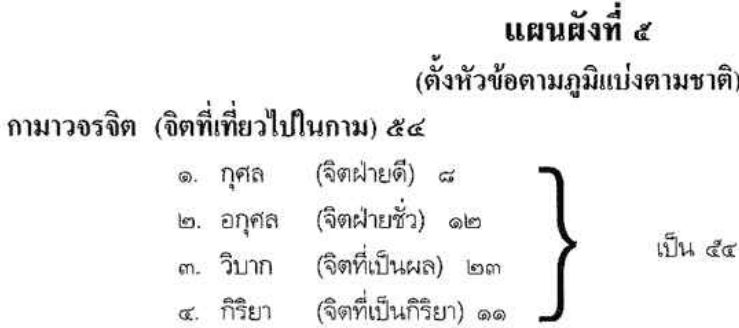 แผนผังที่ ๕
(ตั้งหัวข้อตามภูมิแบ่งตามชาติ)
กามาวจรจิต (จิตที่เที่ยวไปในกาม) ๕๔
๑. กุศล (จิตฝ่ายดี) ๘
๒. อกุศล (จิตฝ่ายชั่ว) ๑๒
๓. วิบาก (จิตที่เป็นผล) ๒๓
๔. กิริยา (จิตที่เป็นกิริยา) ๑๑
เป็น ๕๔